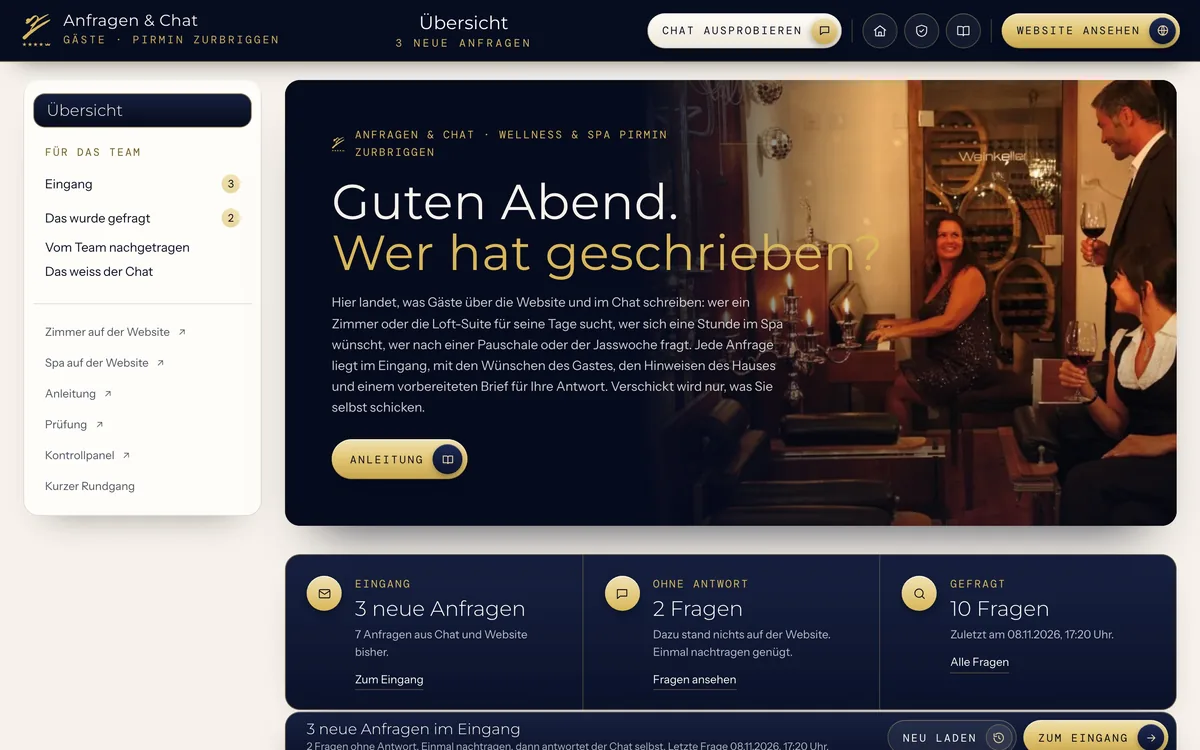 Anfragen & Chat
GÄSTE · PIRMIN ZURBRIGGEN
Übersicht
3 NEUE ANFRAGEN
CHAT AUSPROBIEREN
WEBSITE ANSEHEN
Übersicht
FÜR DAS TEAM
Eingang 3
Das wurde gefragt 2
Vom Team nachgetragen
Das weiss der Chat
Zimmer auf der Website ↗
Spa auf der Website ↗
Anleitung ↗
Prüfung ↗
Kontrollpanel ↗
Kurzer Rundgang
ANFRAGEN & CHAT · WELLNESS & SPA PIRMIN
ZURBRIGGEN
Guten Abend.
Wer hat geschrieben?
Hier landet, was Gäste über die Website und im Chat schreiben: wer ein
Zimmer oder die Loft-Suite für seine Tage sucht, wer sich eine Stunde im Spa
wünscht, wer nach einer Pauschale oder der Jasswoche fragt. Jede Anfrage
liegt im Eingang, mit den Wünschen des Gastes, den Hinweisen des Hauses
und einem vorbereiteten Brief für Ihre Antwort. Verschickt wird nur, was Sie
selbst schicken.
ANLEITUNG
Weinkeller
EINGANG
3 neue Anfragen
7 Anfragen aus Chat und Website
bisher.
Zum Eingang
OHNE ANTWORT
2 Fragen
Dazu stand nichts auf der Website.
Einmal nachtragen genügt.
Fragen ansehen
GEFRAGT
10 Fragen
Zuletzt am 08.11.2026, 17:20 Uhr.
Alle Fragen
3 neue Anfragen im Eingang
2 Fragen ohne Antwort. Einmal nachtragen, dann antwortet der Chat selbst. Letzte Frage 08.11.2026, 17:20 Uhr.
NEU LADEN
ZUM EINGANG